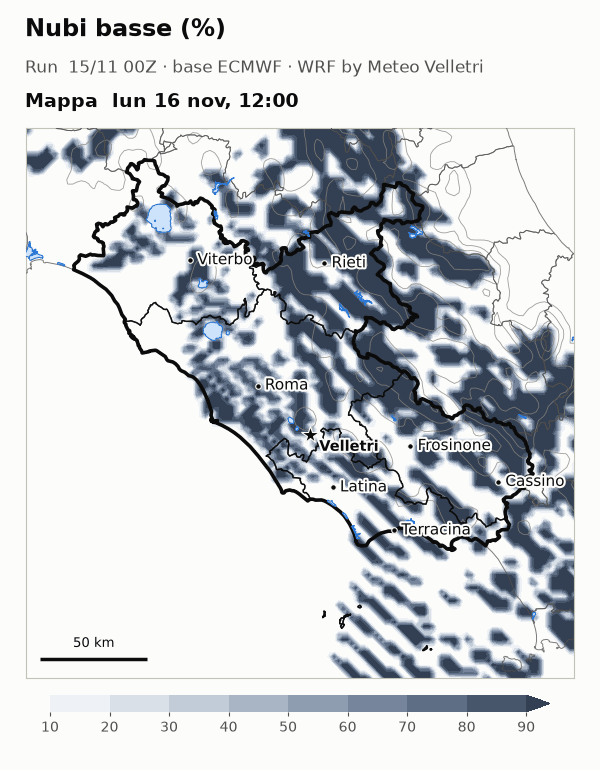 Nubi basse (%)
Run 15/11 00Z · base ECMWF · WRF by Meteo Velletri
Mappa lun 16 nov, 12:00
Viterbo
Rieti
Roma
Velletri
Frosinone
Cassino
Latina
Terracina
50 km
10 20 30 40 50 60 70 80 90